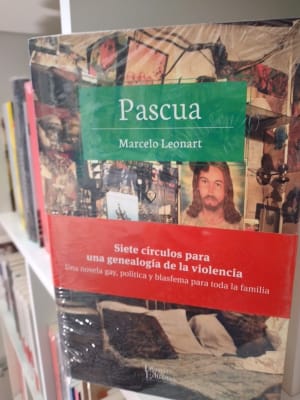 Pascua
Marcelo Leonart
Siete círculos para
una genealogía de la violencia
Una novela gay, política y blasfema para toda la familia